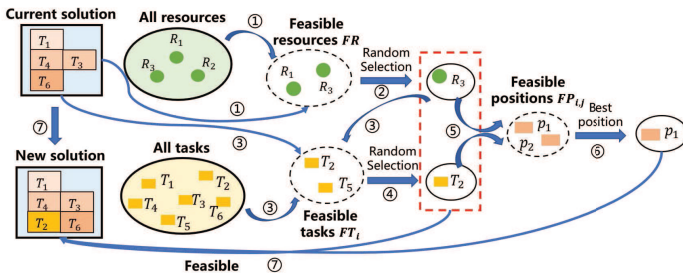 Current solution
T1
T4 T3
T6
All resources
R1
R3 R2
①
①
Feasible
resources FR
R1
R3
Random
Selection
②
R3
③
⑤
Feasible
positions FPi,j
p1
p2
Best
position
⑥
p1
⑦
③
New solution
T1
T4 T3
T2 T6
All tasks
T1 T2
T4 T3
T5 T6
③
T2
T5
Feasible
tasks FTi
Random
Selection
④
T2
Feasible
⑦